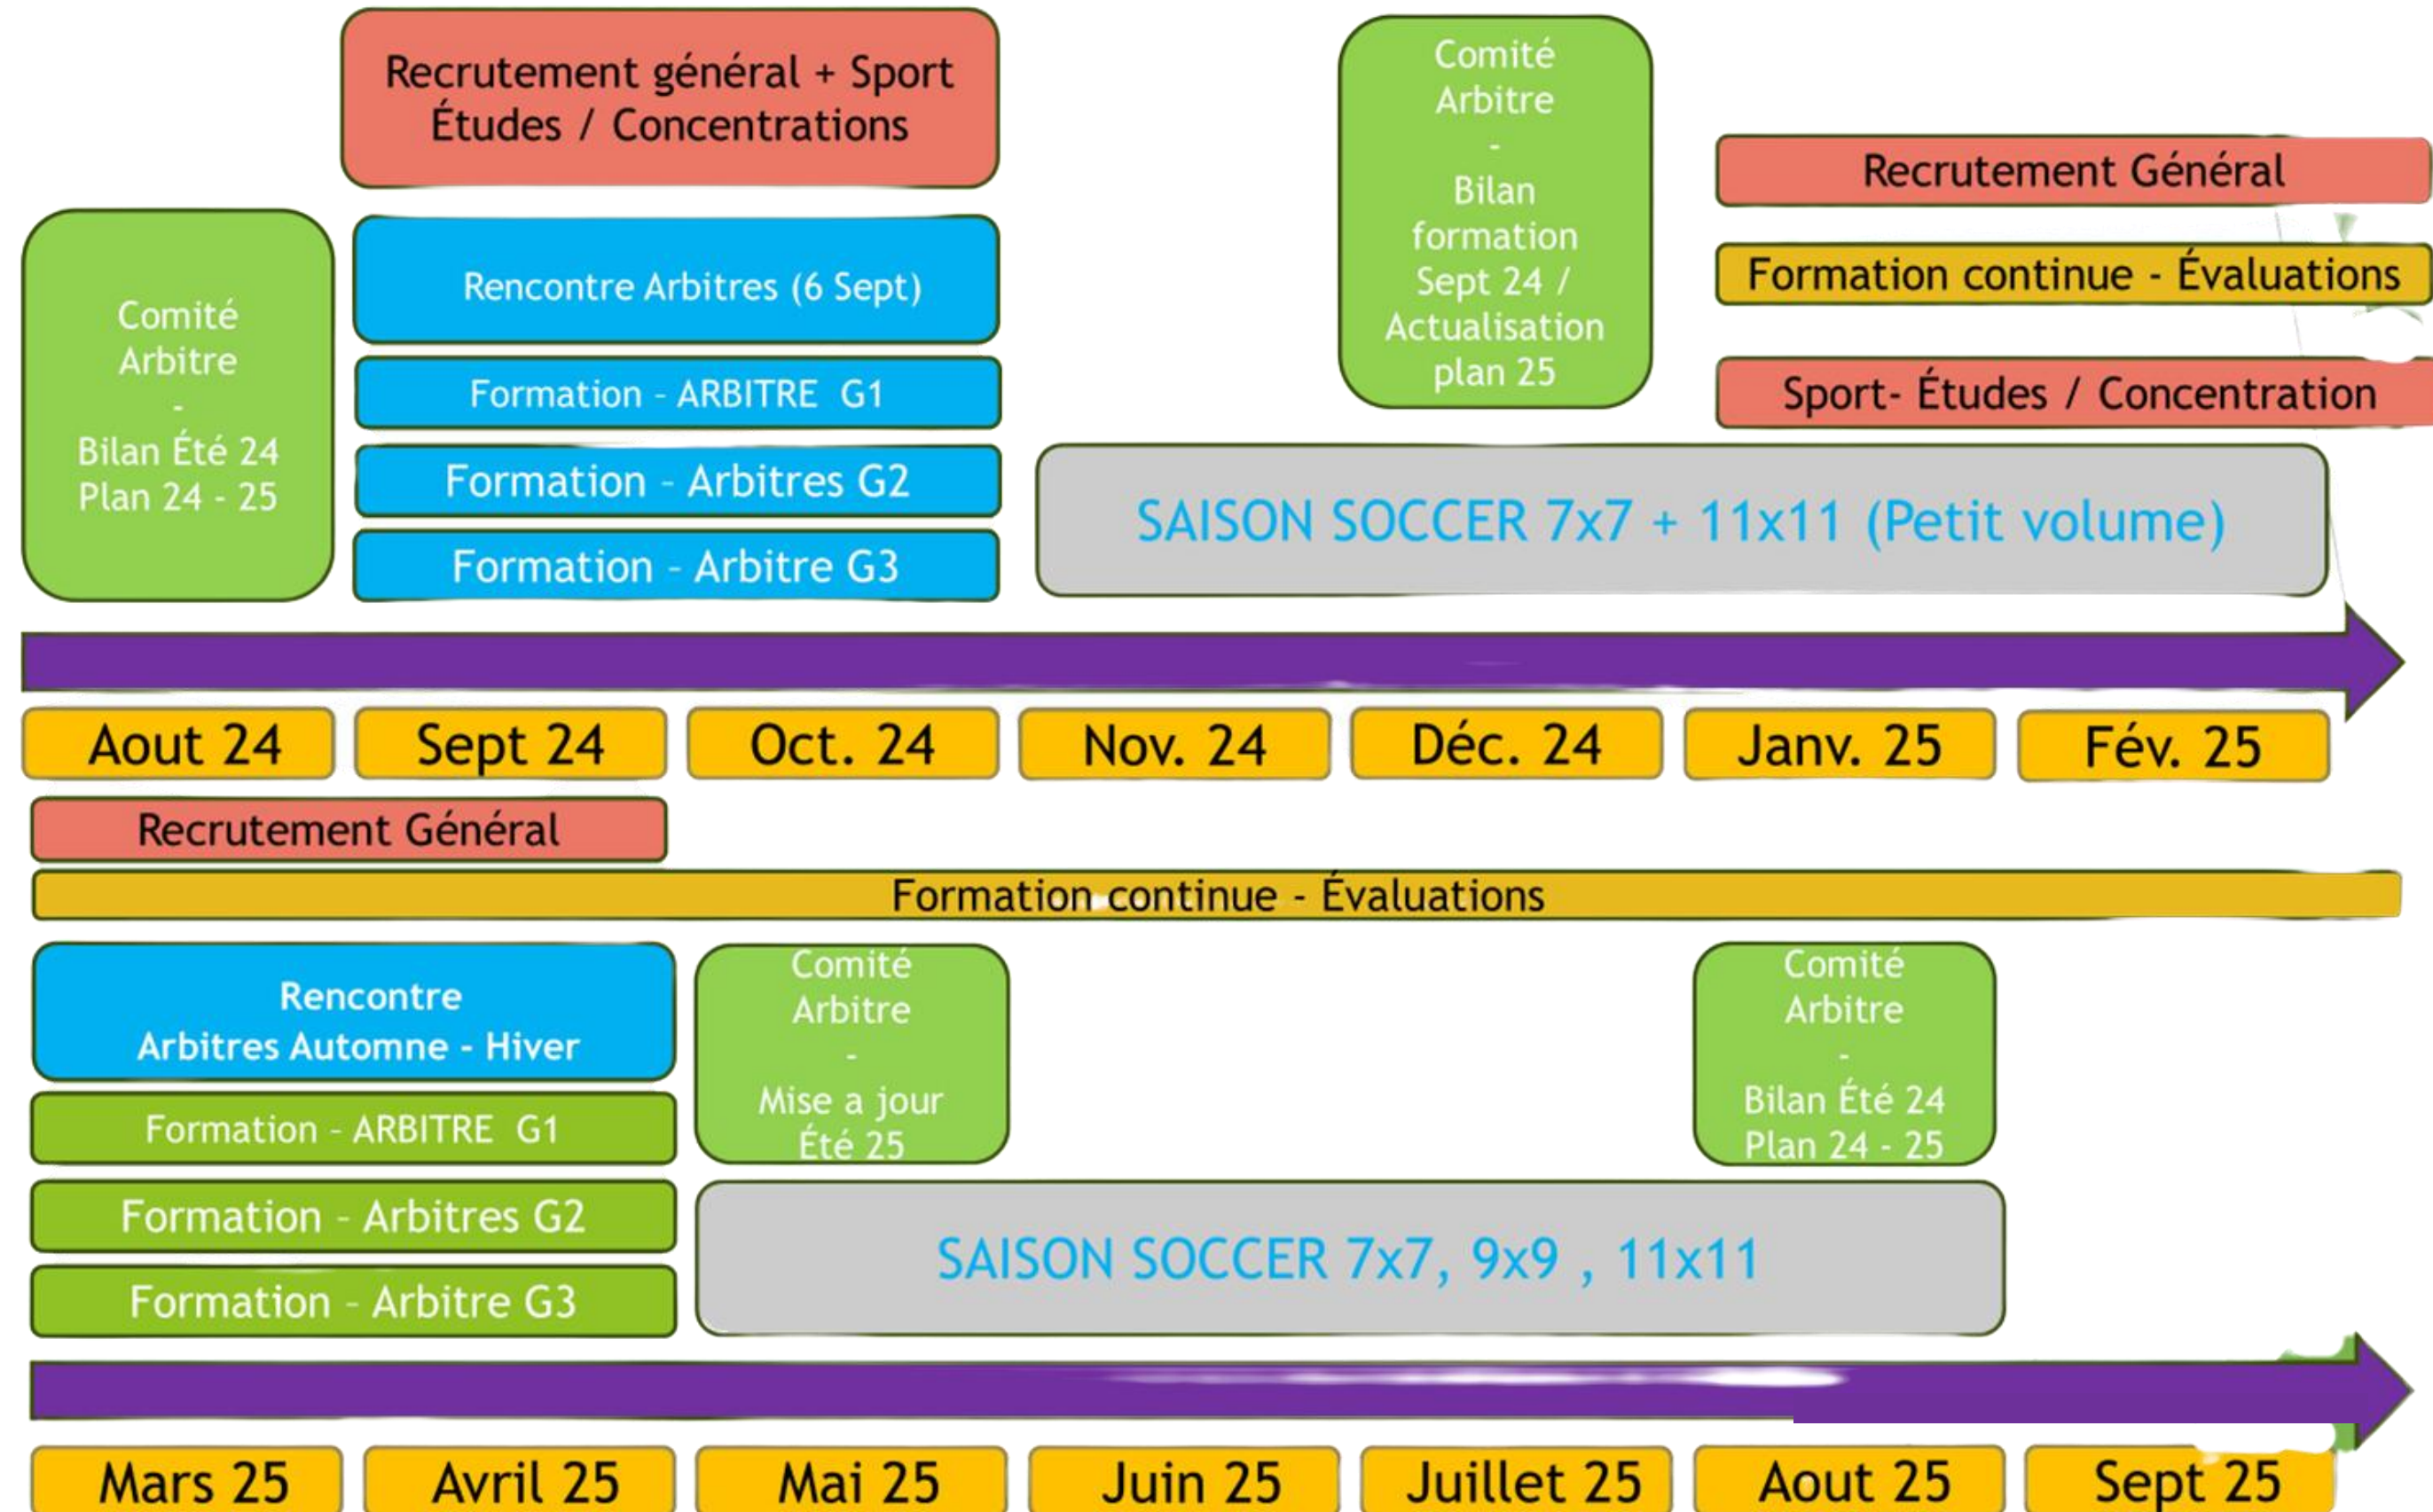 Recrutement général + Sport
Études / Concentrations
Comité
Arbitre
-
Bilan
formation
Sept 24 /
Actualisation
plan 25
Recrutement Général
Formation continue - Évaluations
Sport- Études / Concentration
Comité
Arbitre
-
Bilan Été 24
Plan 24 - 25
Rencontre Arbitres (6 Sept)
Formation – ARBITRE  G1
Formation – Arbitres G2
Formation – Arbitre G3
SAISON SOCCER 7x7 + 11x11 (Petit volume)
Aout 24
Sept 24
Oct. 24
Nov. 24
Déc. 24
Janv. 25
Fév. 25
Recrutement Général
Formation continue - Évaluations
Rencontre
Arbitres Automne - Hiver
Comité
Arbitre
-
Mise a jour
Été 25
Comité
Arbitre
-
Bilan Été 24
Plan 24 - 25
Formation – ARBITRE  G1
Formation – Arbitres G2
Formation – Arbitre G3
SAISON SOCCER 7x7, 9x9 , 11x11
Mars 25
Avril 25
Mai 25
Juin 25
Juillet 25
Aout 25
Sept 25